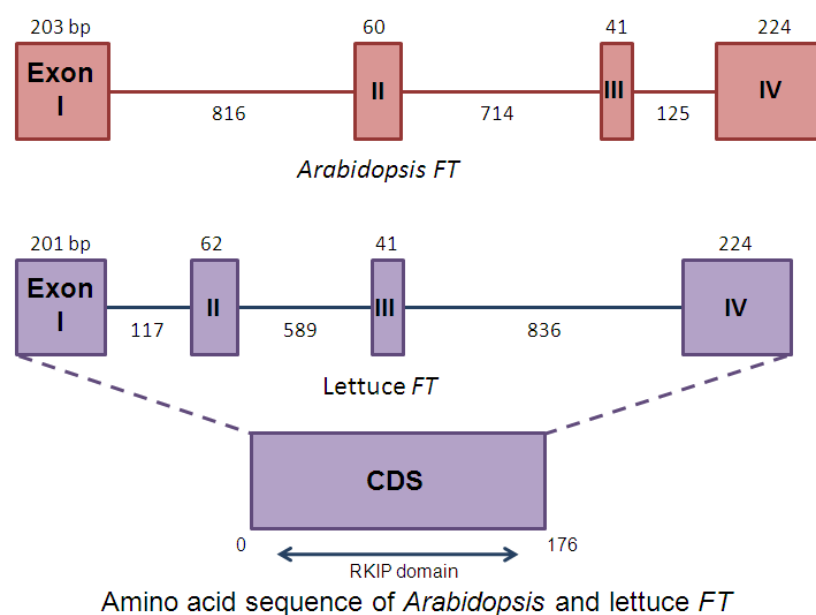 203 bp 60 41 224
Exon I II III IV
816 714 125
Arabidopsis FT
201 bp 62 41 224
Exon I II III IV
117 589 836
Lettuce FT
CDS
0 176
RKIP domain
Amino acid sequence of Arabidopsis and lettuce FT